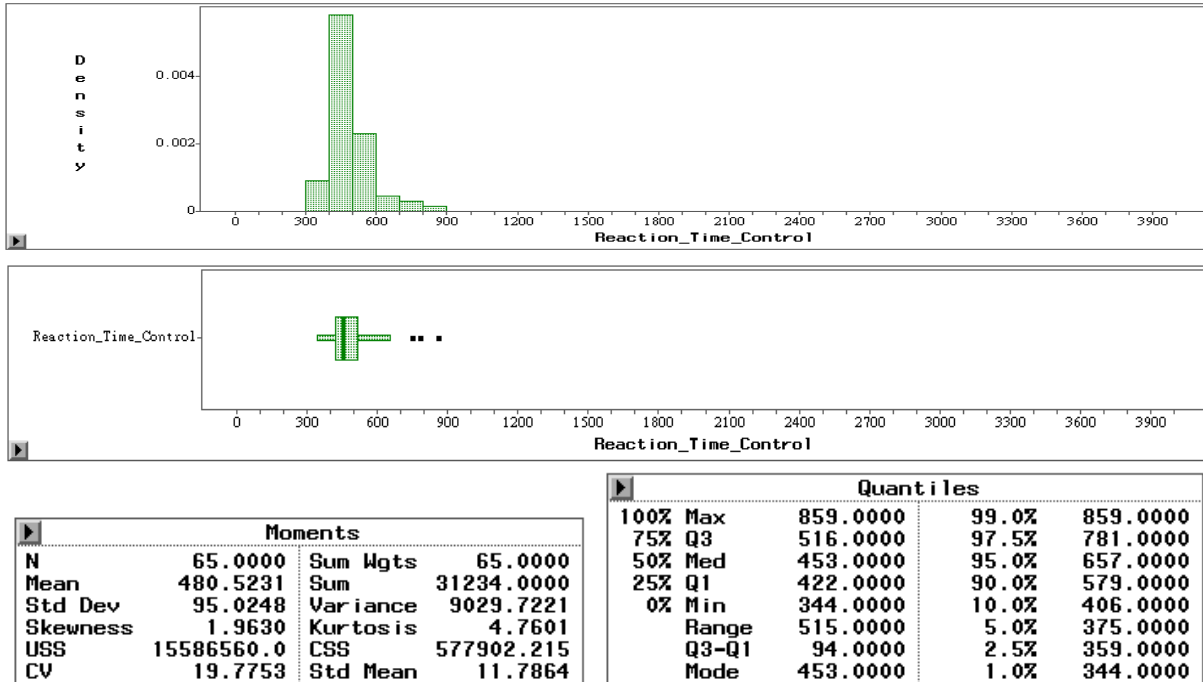 Density
0.004
0.002
0
0 300 600 900 1200 1500 1800 2100 2400 2700 3000 3300 3600 3900
Reaction_Time_Control
Reaction_Time_Control
0 300 600 900 1200 1500 1800 2100 2400 2700 3000 3300 3600 3900
Reaction_Time_Control
Moments
N 65.0000 Sum Wgts 65.0000
Mean 480.5231 Sum 31234.0000
Std Dev 95.0248 Variance 9029.7221
Skewness 1.9630 Kurtosis 4.7601
USS 15586560.0 CSS 577902.215
CV 19.7753 Std Mean 11.7864
Quantiles
100% Max 859.0000 99.0% 859.0000
75% Q3 516.0000 97.5% 781.0000
50% Med 453.0000 95.0% 657.0000
25% Q1 422.0000 90.0% 579.0000
0% Min 344.0000 10.0% 406.0000
Range 515.0000 5.0% 375.0000
Q3-Q1 94.0000 2.5% 359.0000
Mode 453.0000 1.0% 344.0000